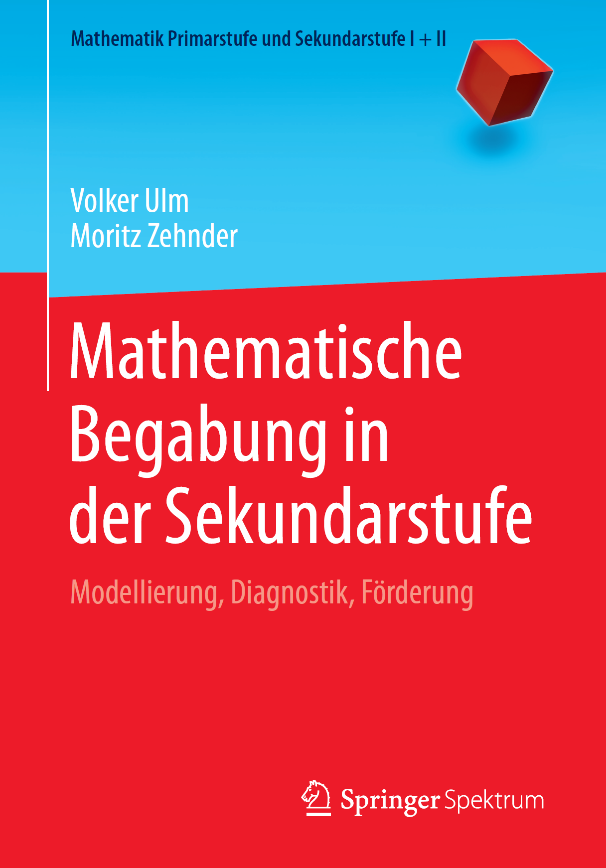 Mathematik Primarstufe und Sekundarstufe I + II
Volker Ulm
Moritz Zehnder
Mathematische
Begabung in
der Sekundarstufe
Modellierung, Diagnostik, Förderung
Springer Spektrum